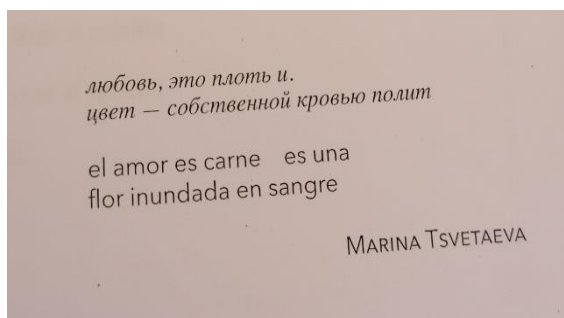 любовь, это плоть и.
цвет — собственной кровью полит
el amor es carne es una
flor inundada en sangre
MARINA TSVETAEVA